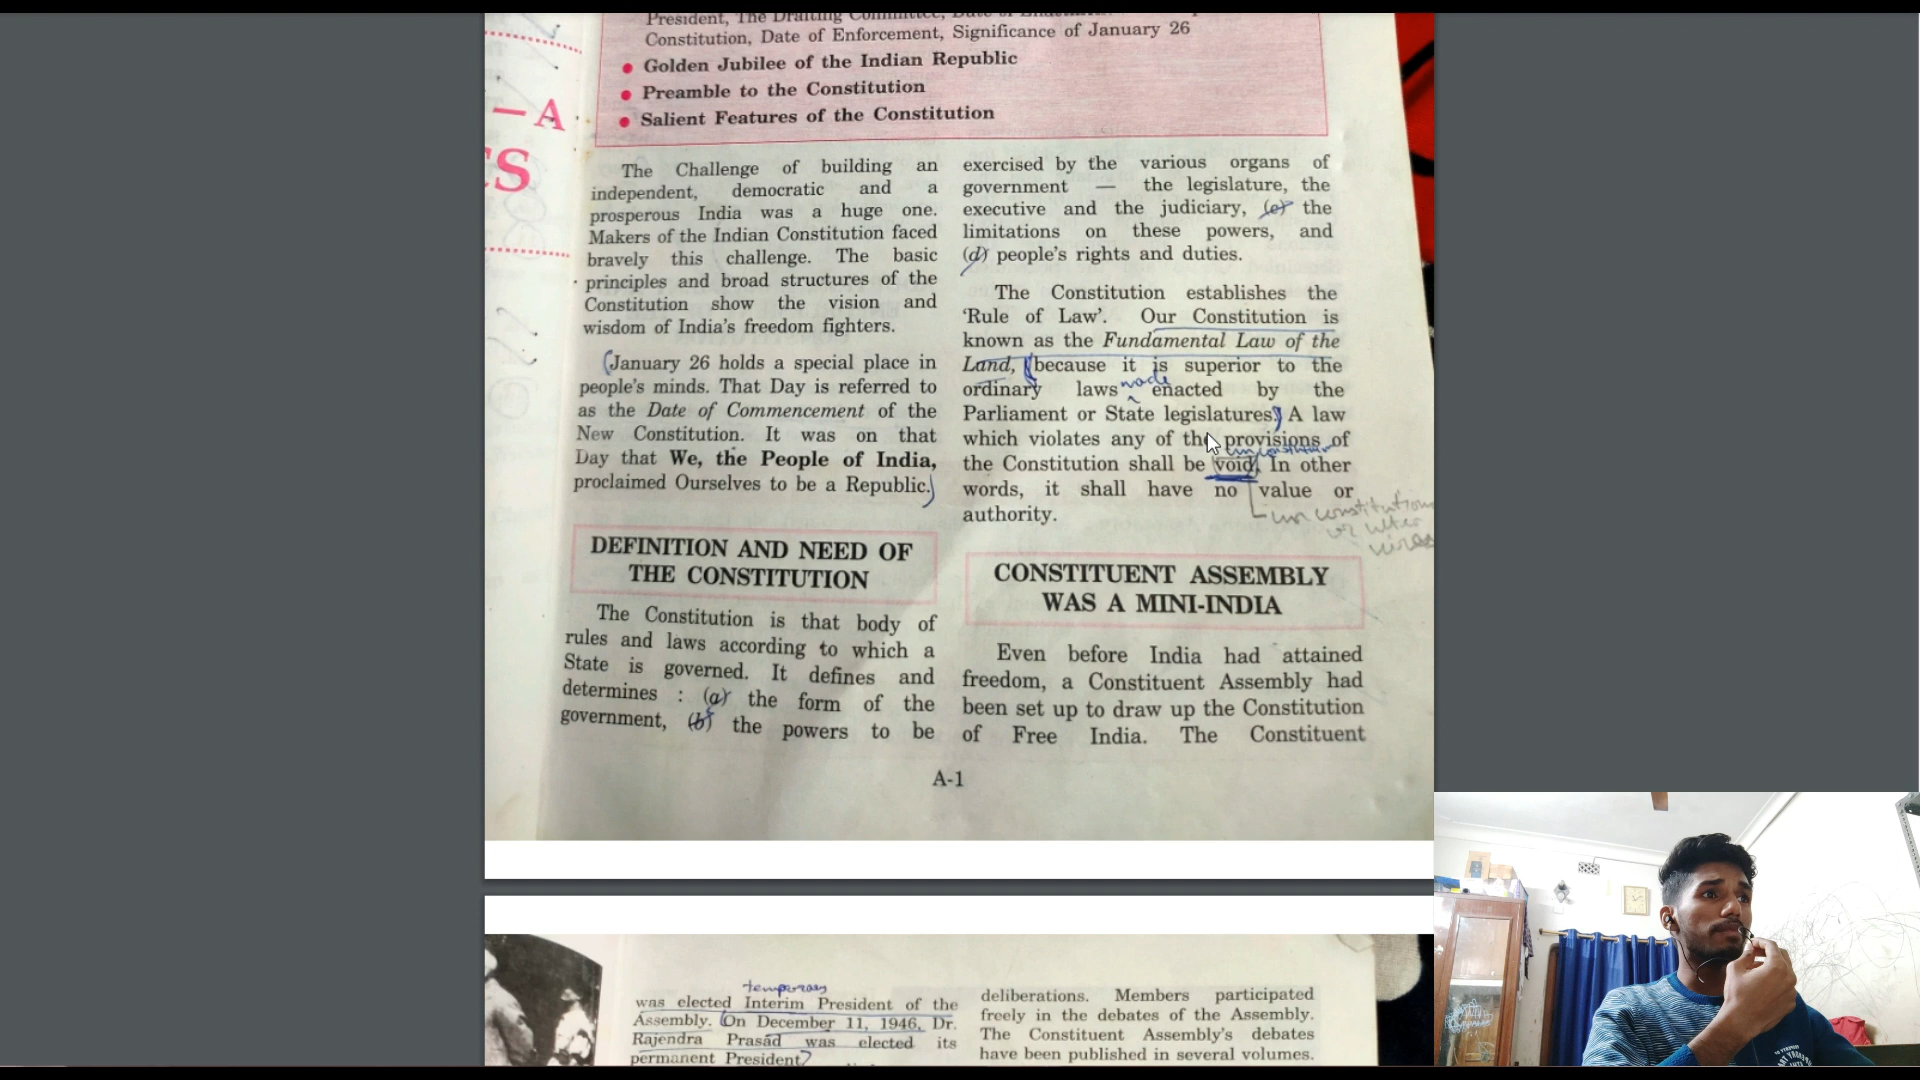 President, The Drafting Committee, Date of
Constitution, Date of Enforcement, Significance of January 26
• Golden Jubilee of the Indian Republic
• Preamble to the Constitution
• Salient Features of the Constitution
—A
CS
The Challenge of building an
independent, democratic and a
prosperous India was a huge one.
Makers of the Indian Constitution faced
bravely this challenge. The basic
principles and broad structures of the
Constitution show the vision and
wisdom of India's freedom fighters.
(January 26 holds a special place in
people's minds. That Day is referred to
as the Date of Commencement of the
New Constitution. It was on that
Day that We, the People of India,
proclaimed Ourselves to be a Republic.)
DEFINITION AND NEED OF
THE CONSTITUTION
The Constitution is that body of
rules and laws according to which a
State is governed. It defines and
determines : (a) the form of the
government, (b) the powers to be
exercised by the various organs of
government — the legislature, the
executive and the judiciary, (c) the
limitations on these powers, and
(d) people's rights and duties.
The Constitution establishes the
'Rule of Law'. Our Constitution is
known as the Fundamental Law of the
Land, (because it is superior to the
made
ordinary laws enacted by the
Parliament or State legislatures) A law
which violates any of the provisions of
the Constitution shall be void. In other
words, it shall have no value or
authority.
CONSTITUENT ASSEMBLY
WAS A MINI-INDIA
Even before India had attained
freedom, a Constituent Assembly had
been set up to draw up the Constitution
of Free India. The Constituent
A-1
temporary
was elected Interim President of the
Assembly. (On December 11, 1946, Dr.
Rajendra Prasad was elected its
permanent President)
deliberations. Members participated
freely in the debates of the Assembly.
The Constituent Assembly's debates
have been published in several volumes.